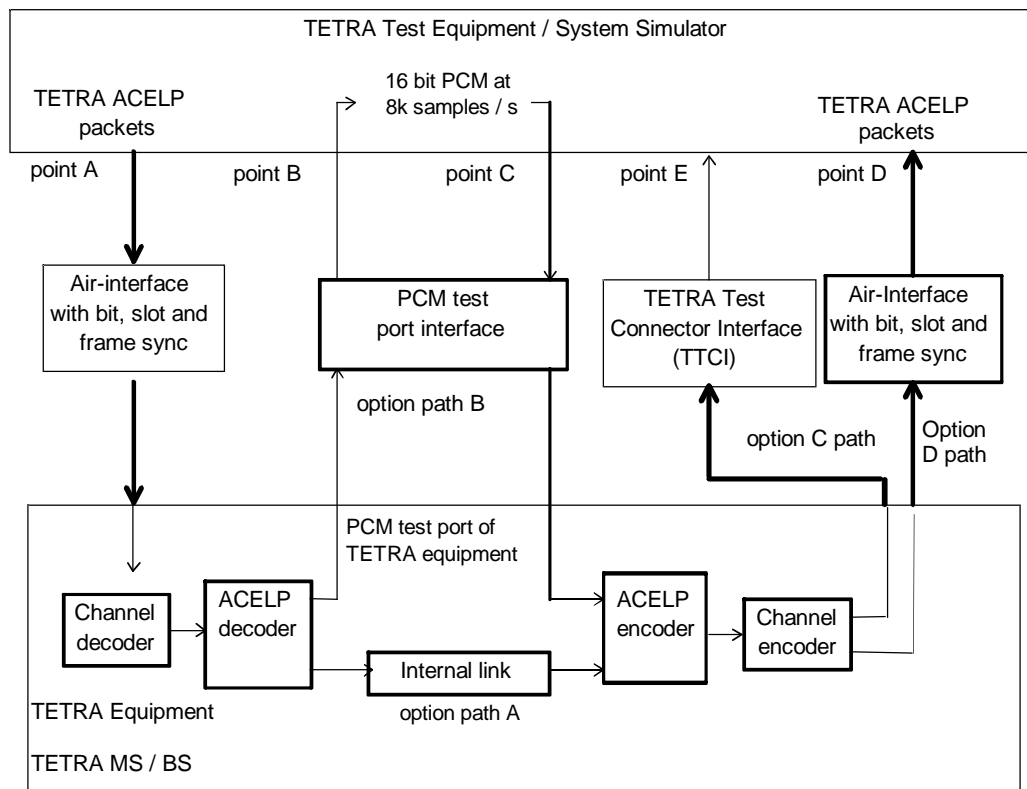 TETRA Test Equipment / System Simulator
16 bit PCM at
8k samples / s
TETRA ACELP
packets
TETRA ACELP
packets
point A
point B
point C
point E
point D
Air-interface
with bit, slot and
frame sync
PCM test
port interface
TETRA Test
Connector Interface
(TTCI)
Air-Interface
with bit, slot and
frame sync
option path B
option C path
Option
D path
PCM test port of
TETRA equipment
Channel
decoder
ACELP
decoder
Internal link
option path A
ACELP
encoder
Channel
encoder
TETRA Equipment
TETRA MS / BS